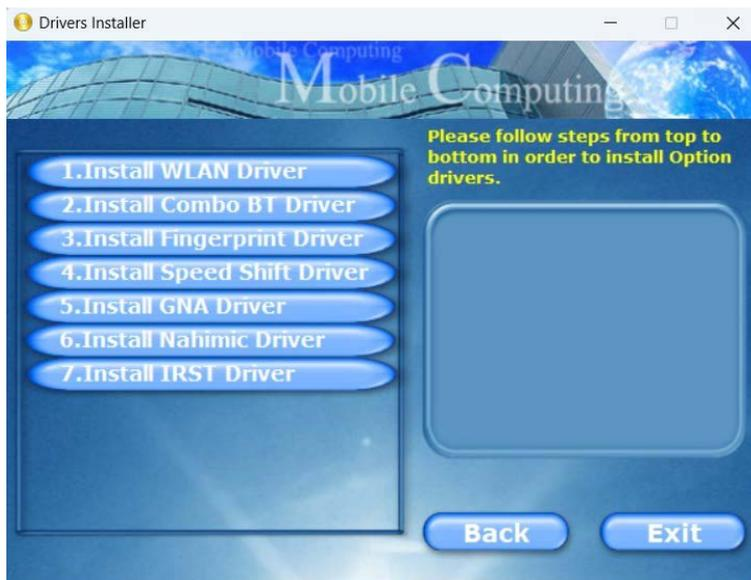 Drivers Installer
Mobile Computing
Mobile Computing
Please follow steps from top to
bottom in order to install Option
drivers.
1.Install WLAN Driver
2.Install Combo BT Driver
3.Install Fingerprint Driver
4.Install Speed Shift Driver
5.Install GNA Driver
6.Install Nahimic Driver
7.Install IRST Driver
Back
Exit